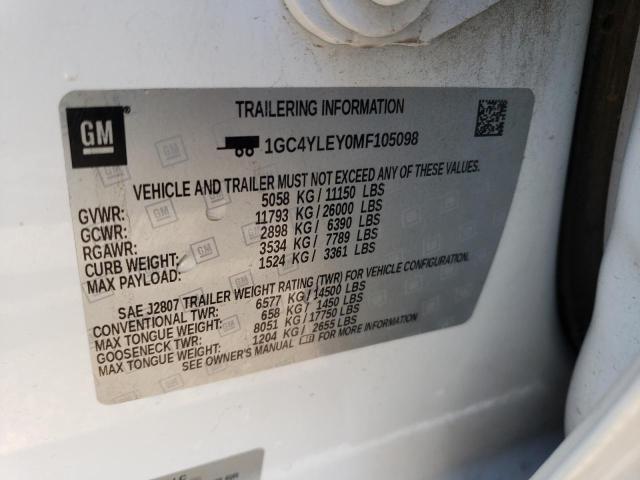 GM
TRAILERING INFORMATION
1GC4YLEY0MF105098
VEHICLE AND TRAILER MUST NOT EXCEED ANY OF THESE VALUES.
GVWR: 5058 KG/11150 LBS
GCWR: 11793 KG/26000 LBS
RGAWR: 2898 KG/ 6390 LBS
CURB WEIGHT: 3534 KG/ 7789 LBS
MAX PAYLOAD: 1524 KG/ 3361 LBS
SAE J2807 TRAILER WEIGHT RATING (TWR) FOR VEHICLE CONFIGURATION.
CONVENTIONAL TWR: 6577 KG/14500 LBS
MAX TONGUE WEIGHT: 658 KG/ 1450 LBS
GOOSENECK TWR: 8051 KG/17750 LBS
MAX TONGUE WEIGHT: 1204 KG/ 2655 LBS
SEE OWNER'S MANUAL FOR MORE INFORMATION